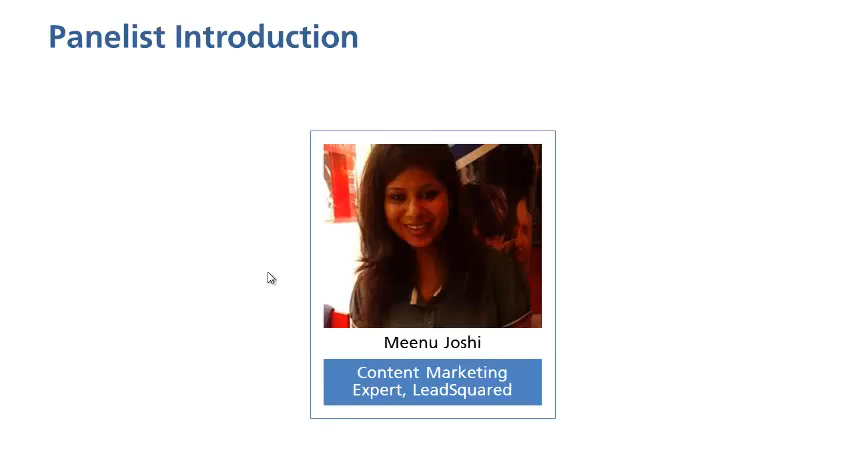 Panelist Introduction
Meenu Joshi
Content Marketing
Expert, LeadSquared